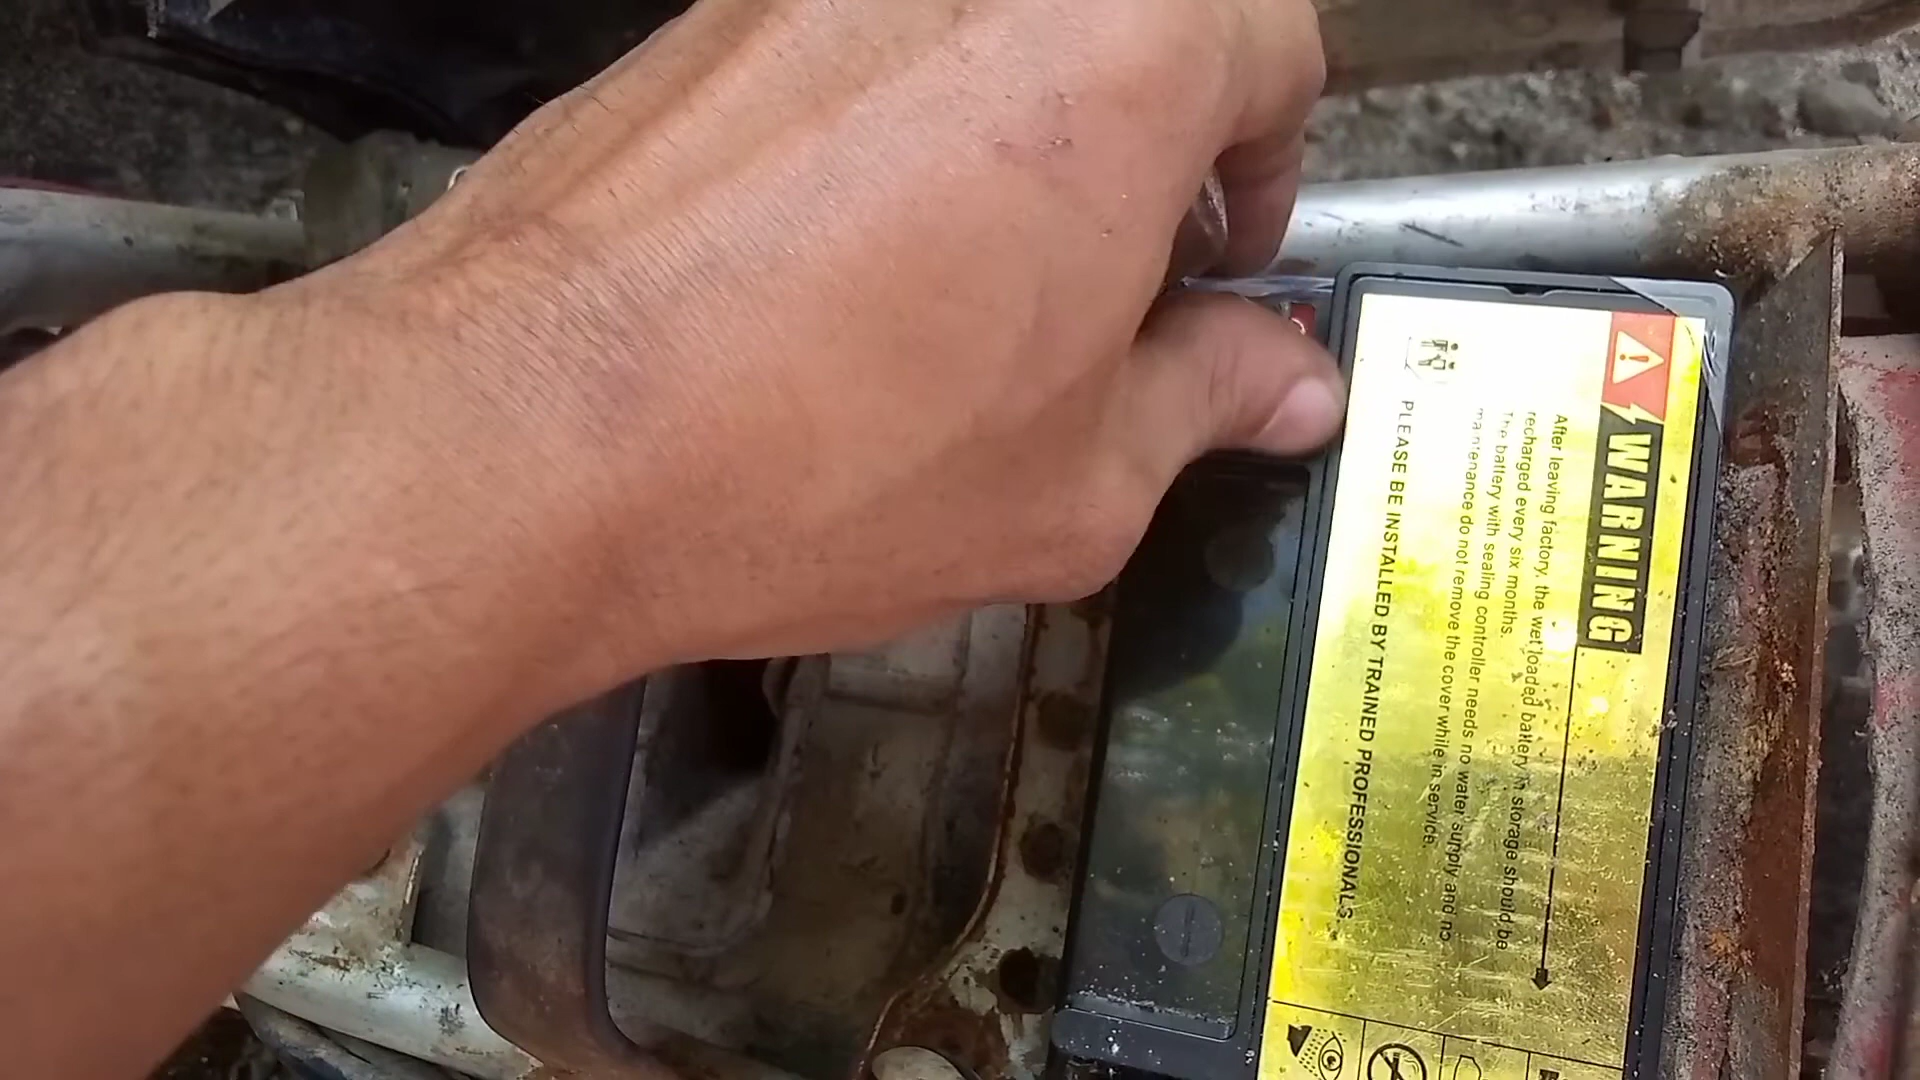 WARNING
After leaving factory, the wet loaded battery in storage should be
recharged every six months.
The battery with sealing controller needs no water supply and no
maintenance do not remove the cover while in service.
PLEASE BE INSTALLED BY TRAINED PROFESSIONALS.